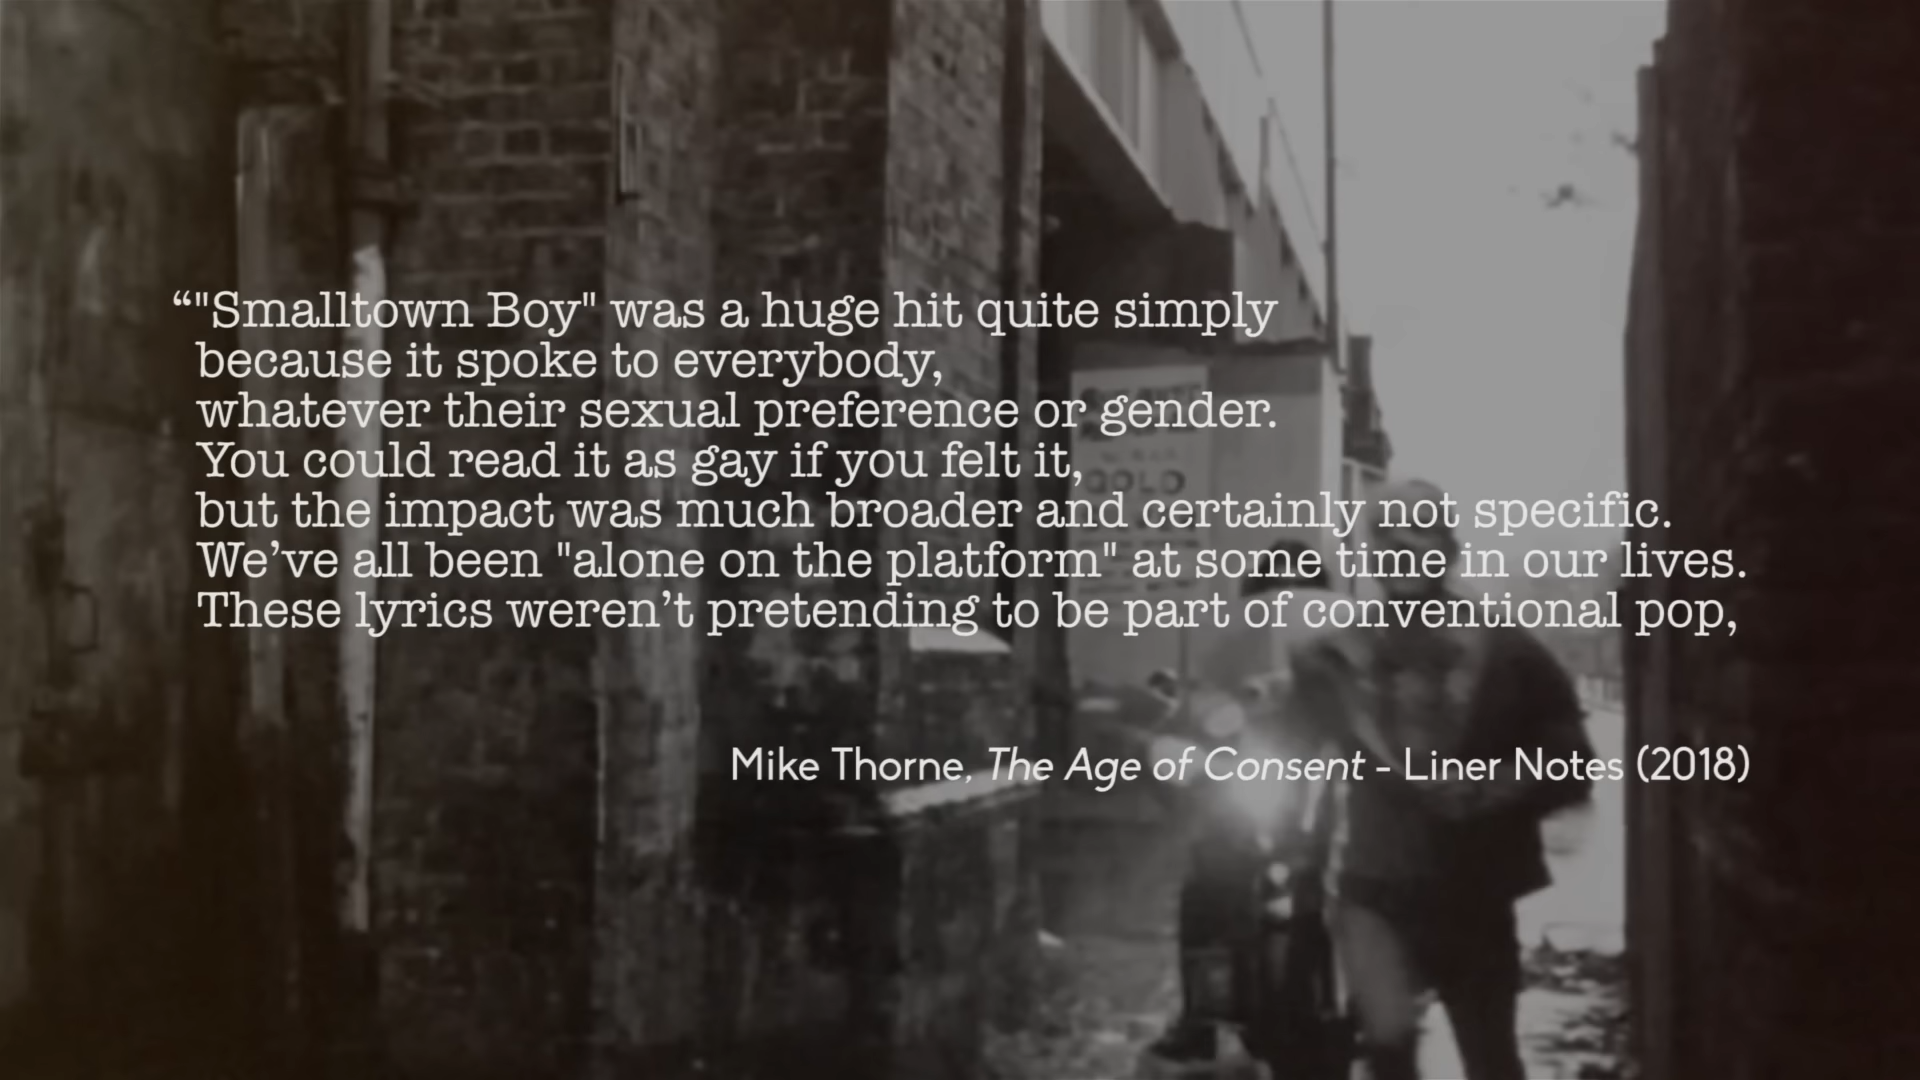 “"Smalltown Boy" was a huge hit quite simply
because it spoke to everybody,
whatever their sexual preference or gender.
You could read it as gay if you felt it,
but the impact was much broader and certainly not specific.
We’ve all been "alone on the platform" at some time in our lives.
These lyrics weren’t pretending to be part of conventional pop,
Mike Thorne, The Age of Consent - Liner Notes (2018)
GOLD